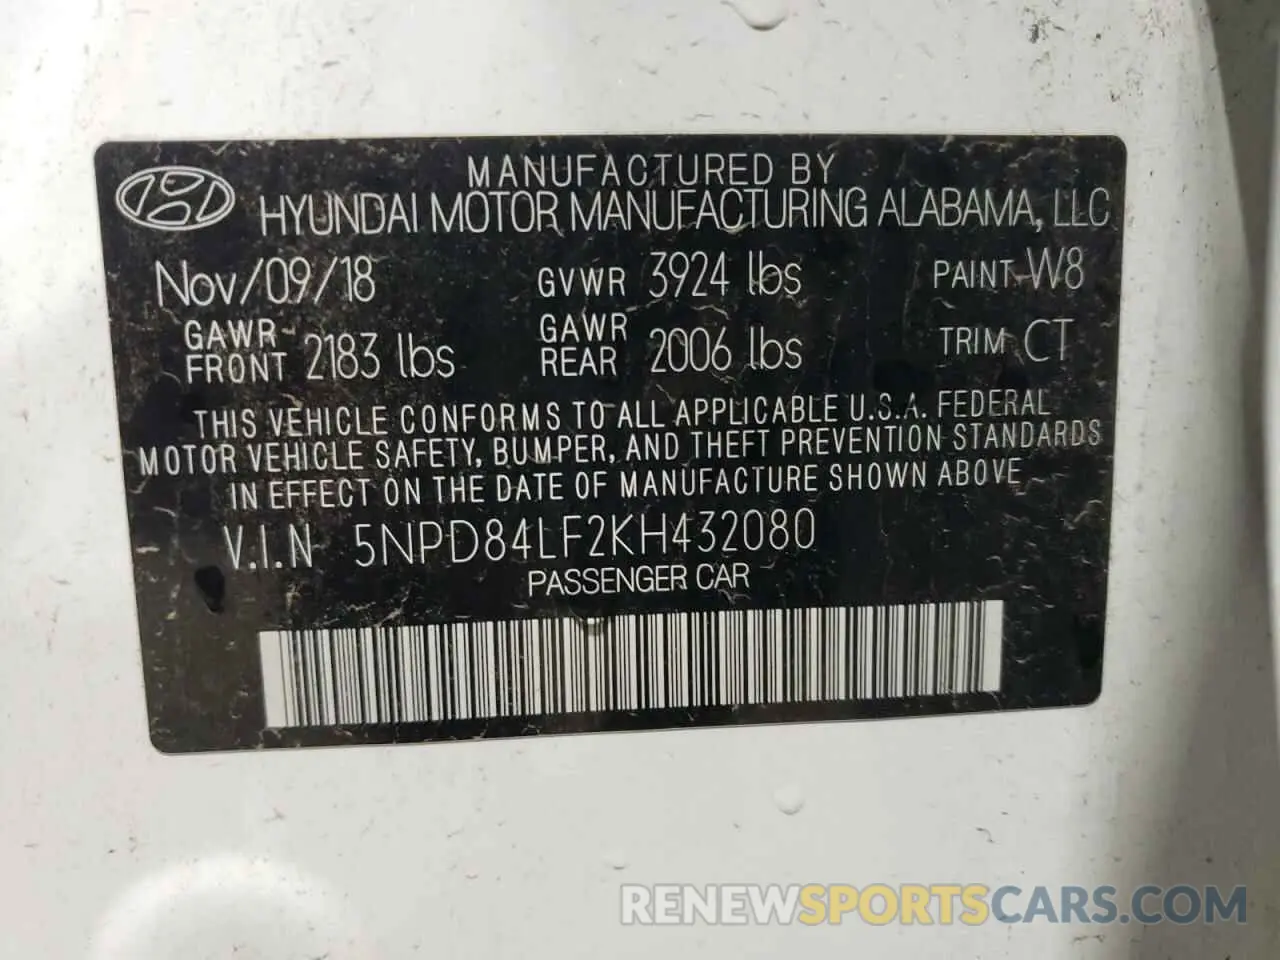 MANUFACTURED BY
HYUNDAI MOTOR MANUFACTURING ALABAMA, LLC
Nov/09/18 GVWR 3924 lbs PAINT W8
GAWR FRONT 2183 lbs GAWR REAR 2006 lbs TRIM CT
THIS VEHICLE CONFORMS TO ALL APPLICABLE U.S.A. FEDERAL
MOTOR VEHICLE SAFETY, BUMPER, AND THEFT PREVENTION STANDARDS
IN EFFECT ON THE DATE OF MANUFACTURE SHOWN ABOVE
V.I.N 5NPD84LF2KH432080
PASSENGER CAR
RENEWSPORTSCARS.COM